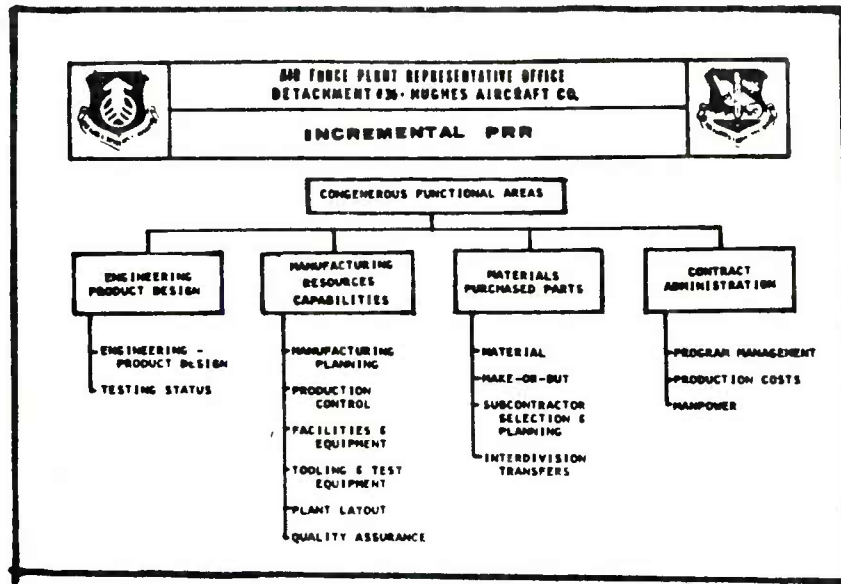 AIR FORCE PLANT REPRESENTATIVE OFFICE
DETACHMENT #36 · HUGHES AIRCRAFT CO.
INCREMENTAL PRR
CONGENEROUS FUNCTIONAL AREAS
ENGINEERING
PRODUCT DESIGN
ENGINEERING -
PRODUCT DESIGN
TESTING STATUS
MANUFACTURING
RESOURCES
CAPABILITIES
MANUFACTURING
PLANNING
PRODUCTION
CONTROL
FACILITIES &
EQUIPMENT
TOOLING & TEST
EQUIPMENT
PLANT LAYOUT
QUALITY ASSURANCE
MATERIALS
PURCHASED PARTS
MATERIAL
MAKE-OR-BUY
SUBCONTRACTOR
SELECTION &
PLANNING
INTERDIVISION
TRANSFERS
CONTRACT
ADMINISTRATION
PROGRAM MANAGEMENT
PRODUCTION COSTS
MANPOWER